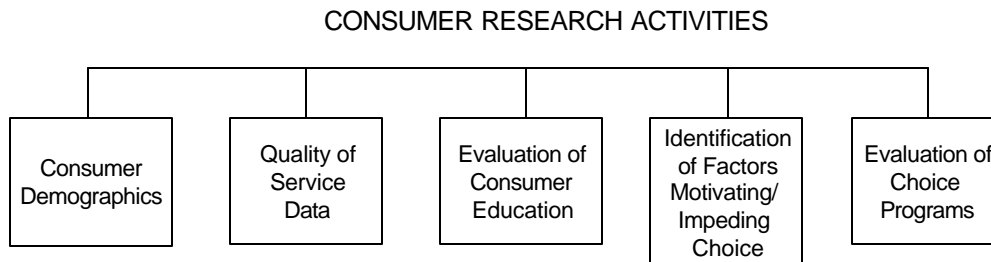 CONSUMER RESEARCH ACTIVITIES
Consumer
Demographics
Quality of
Service
Data
Evaluation of
Consumer
Education
Identification
of Factors
Motivating/
Impeding
Choice
Evaluation of
Choice
Programs